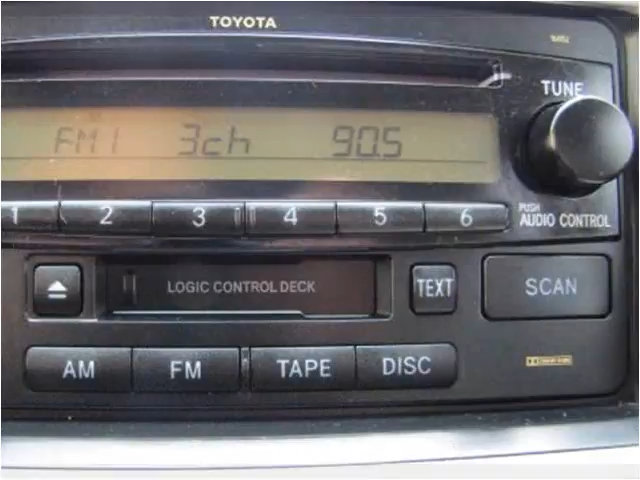 TOYOTA
TUNE
FM1 3ch 90.5
1 2 3 4 5 6
PUSH
AUDIO CONTROL
LOGIC CONTROL DECK
TEXT
SCAN
AM FM TAPE DISC